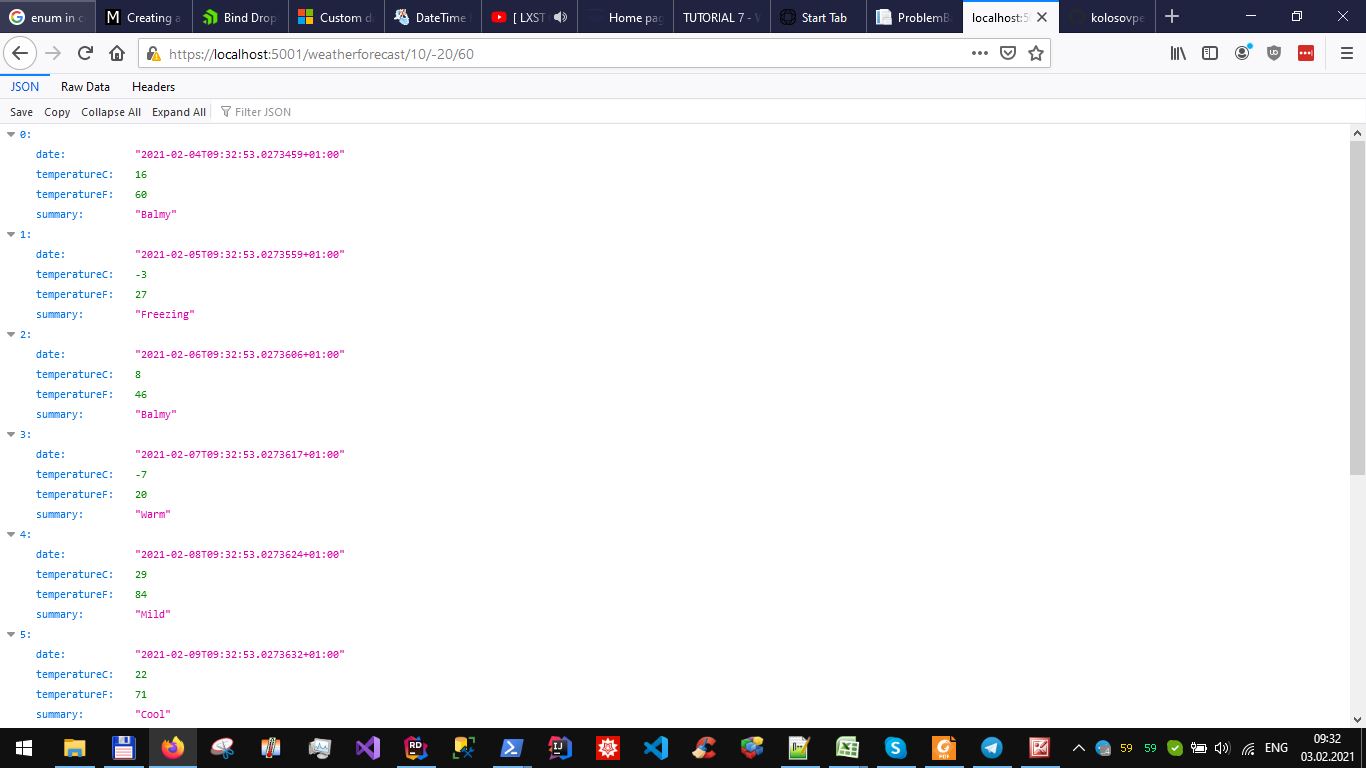 enum in c
Creating a
Bind Drop
Custom d
DateTime
[ LXST
Home pag
TUTORIAL 7 -
Start Tab
ProblemB
localhost:5
kolosovpe
https://localhost:5001/weatherforecast/10/-20/60
JSON Raw Data Headers
Save Copy Collapse All Expand All Filter JSON
0:
date: "2021-02-04T09:32:53.0273459+01:00"
temperatureC: 16
temperatureF: 60
summary: "Balmy"
1:
date: "2021-02-05T09:32:53.0273559+01:00"
temperatureC: -3
temperatureF: 27
summary: "Freezing"
2:
date: "2021-02-06T09:32:53.0273606+01:00"
temperatureC: 8
temperatureF: 46
summary: "Balmy"
3:
date: "2021-02-07T09:32:53.0273617+01:00"
temperatureC: -7
temperatureF: 20
summary: "Warm"
4:
date: "2021-02-08T09:32:53.0273624+01:00"
temperatureC: 29
temperatureF: 84
summary: "Mild"
5:
date: "2021-02-09T09:32:53.0273632+01:00"
temperatureC: 22
temperatureF: 71
summary: "Cool"
59 59 ENG
09:32
03.02.2021